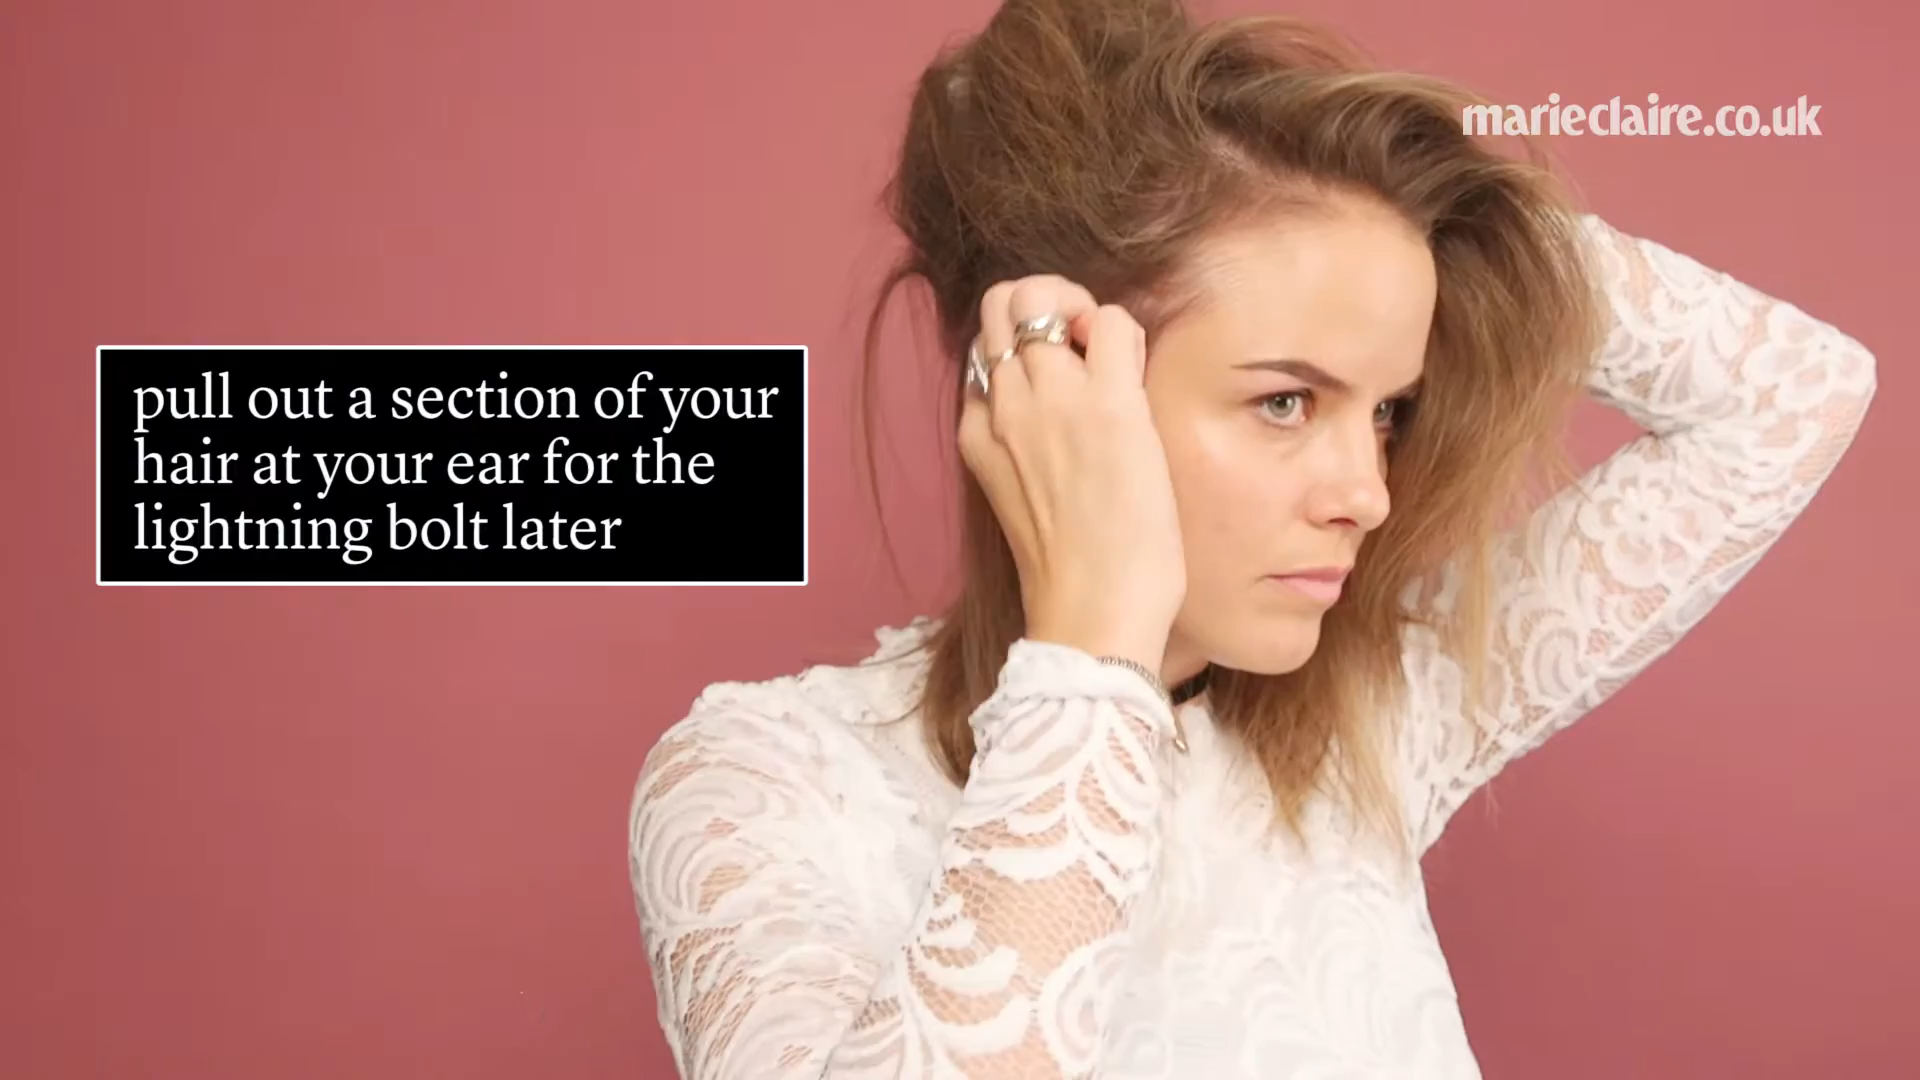 marieclaire.co.uk
pull out a section of your
hair at your ear for the
lightning bolt later